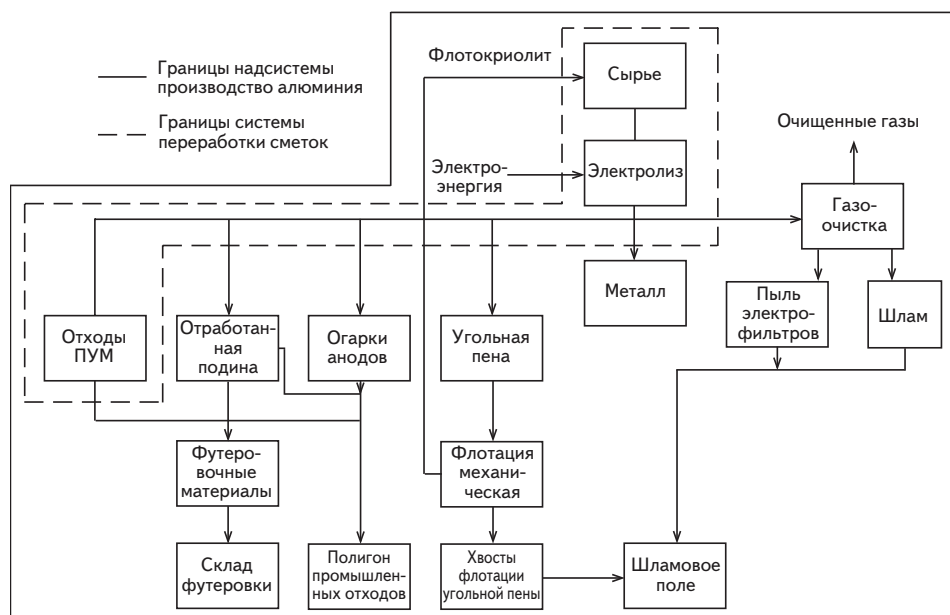 Границы надсистемы
производство алюминия
Границы системы
переработки сметок
Флотокриолит
Сырье
Электро-
энергия
Электролиз
Очищенные газы
Газо-
очистка
Металл
Пыль
электро-
фильтров
Шлам
Отходы
ПУМ
Отработан-
ная
подина
Огарки
анодов
Угольная
пена
Футеро-
вочные
материалы
Флотация
механи-
ческая
Склад
футеровки
Полигон
промышлен-
ных отходов
Хвосты
флотации
угольной пены
Шламовое
поле